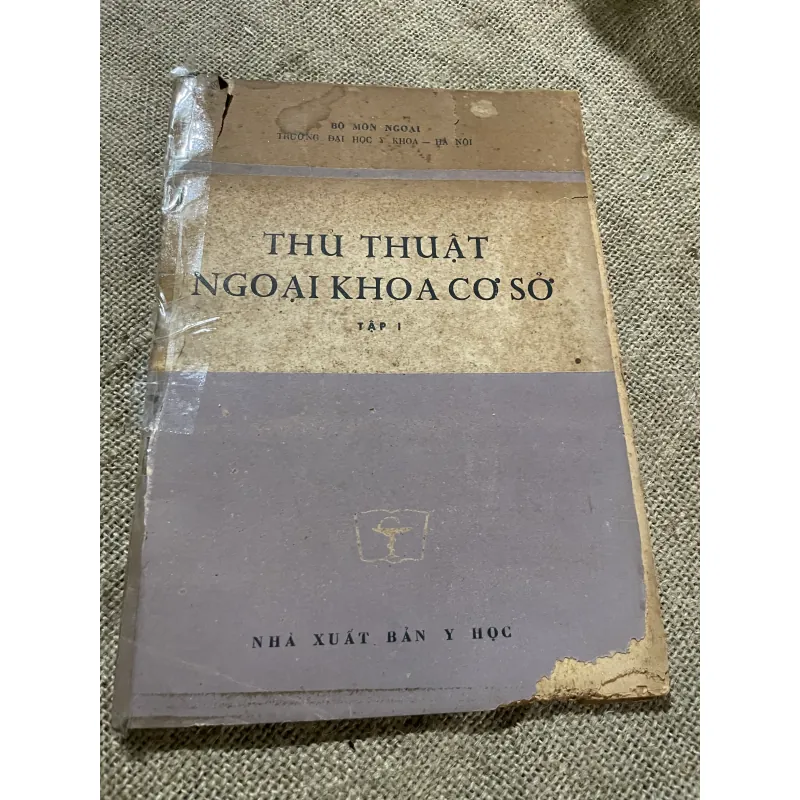 BỘ MÔN NGOẠI
TRƯỜNG ĐẠI HỌC Y KHOA — HÀ NỘI
THỦ THUẬT
NGOẠI KHOA CƠ SỞ
TẬP I
NHÀ XUẤT BẢN Y HỌC